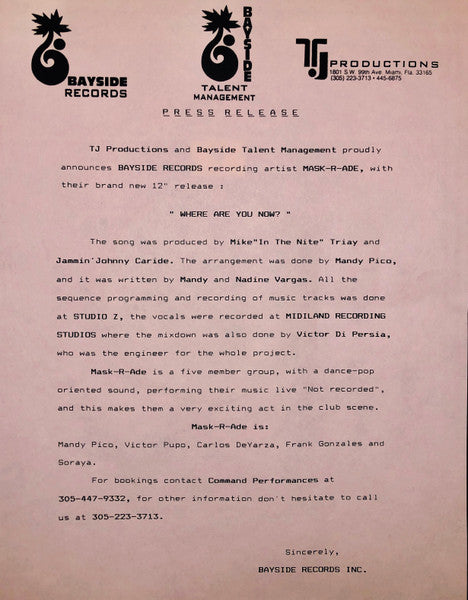 BAYSIDE
RECORDS
BAYSIDE
TALENT
MANAGEMENT
TJ PRODUCTIONS
1801 S.W. 99th Ave. Miami, Fla. 33165
(305) 223-3713 • 445-6875
PRESS RELEASE
TJ Productions and Bayside Talent Management proudly
announces BAYSIDE RECORDS recording artist MASK-R-ADE, with
their brand new 12" release :
" WHERE ARE YOU NOW? "
The song was produced by Mike"In The Nite" Triay and
Jammin'Johnny Caride. The arrangement was done by Mandy Pico,
and it was written by Mandy and Nadine Vargas. All the
sequence programming and recording of music tracks was done
at STUDIO Z, the vocals were recorded at MIDILAND RECORDING
STUDIOS where the mixdown was also done by Victor Di Persia,
who was the engineer for the whole project.
Mask-R-Ade is a five member group, with a dance-pop
oriented sound, performing their music live "Not recorded",
and this makes them a very exciting act in the club scene.
Mask-R-Ade is:
Mandy Pico, Victor Pupo, Carlos DeYarza, Frank Gonzales and
Soraya.
For bookings contact Command Performances at
305-447-9332, for other information don't hesitate to call
us at 305-223-3713.
Sincerely,
BAYSIDE RECORDS INC.